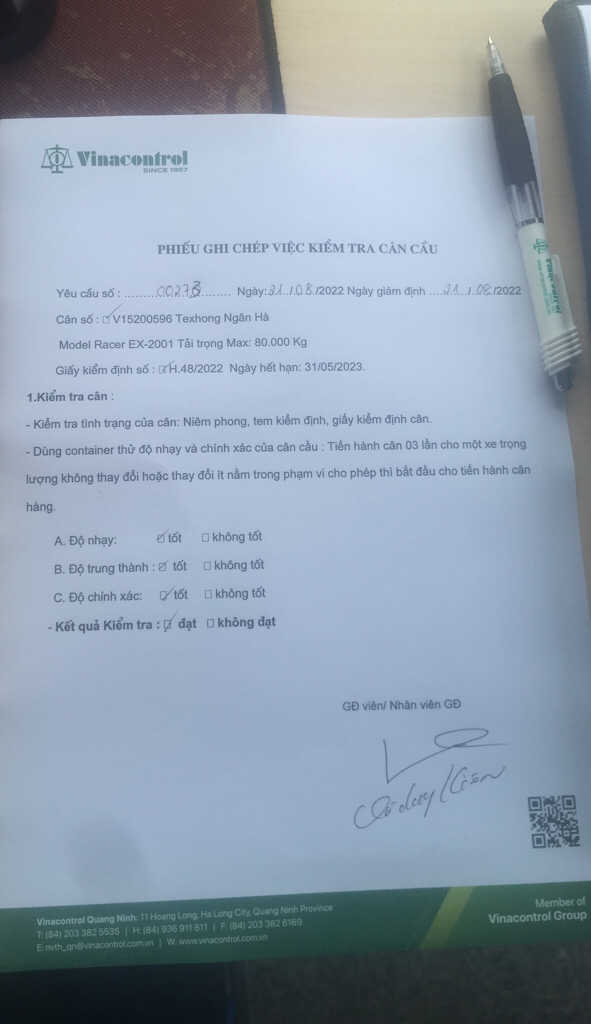 Vinacontrol
SINCE 1957
PHIẾU GHI CHÉP VIỆC KIỂM TRA CÂN CẦU
Yêu cầu số : ..........00273....... Ngày:21../08/2022 Ngày giám định ....21../.08./2022
Cân số : ☑V15200596 Texhong Ngân Hà
Model Racer EX-2001 Tải trọng Max: 80.000 Kg
Giấy kiểm định số : ☑H.48/2022 Ngày hết hạn: 31/05/2023.
1.Kiểm tra cân :
- Kiểm tra tình trạng của cân: Niêm phong, tem kiểm định, giấy kiểm định cân.
- Dùng container thử độ nhạy và chính xác của cân cầu : Tiến hành cân 03 lần cho một xe trọng
lượng không thay đổi hoặc thay đổi ít nằm trong phạm vi cho phép thì bắt đầu cho tiến hành cân
hàng.
A. Độ nhạy: ☑ tốt ☐ không tốt
B. Độ trung thành : ☑ tốt ☐ không tốt
C. Độ chính xác: ☑ tốt ☐ không tốt
- Kết quả Kiểm tra : ☑ đạt ☐ không đạt
GĐ viên/ Nhân viên GĐ
Vinacontrol Quang Ninh: 11 Hoang Long, Ha Long City, Quang Ninh Province
T: (84) 203 382 5535 | H: (84) 936 911 811 | F: (84) 203 382 6169
E: nvth_qn@vinacontrol.com.vn | W: www.vinacontrol.com.vn
Member of
Vinacontrol Group